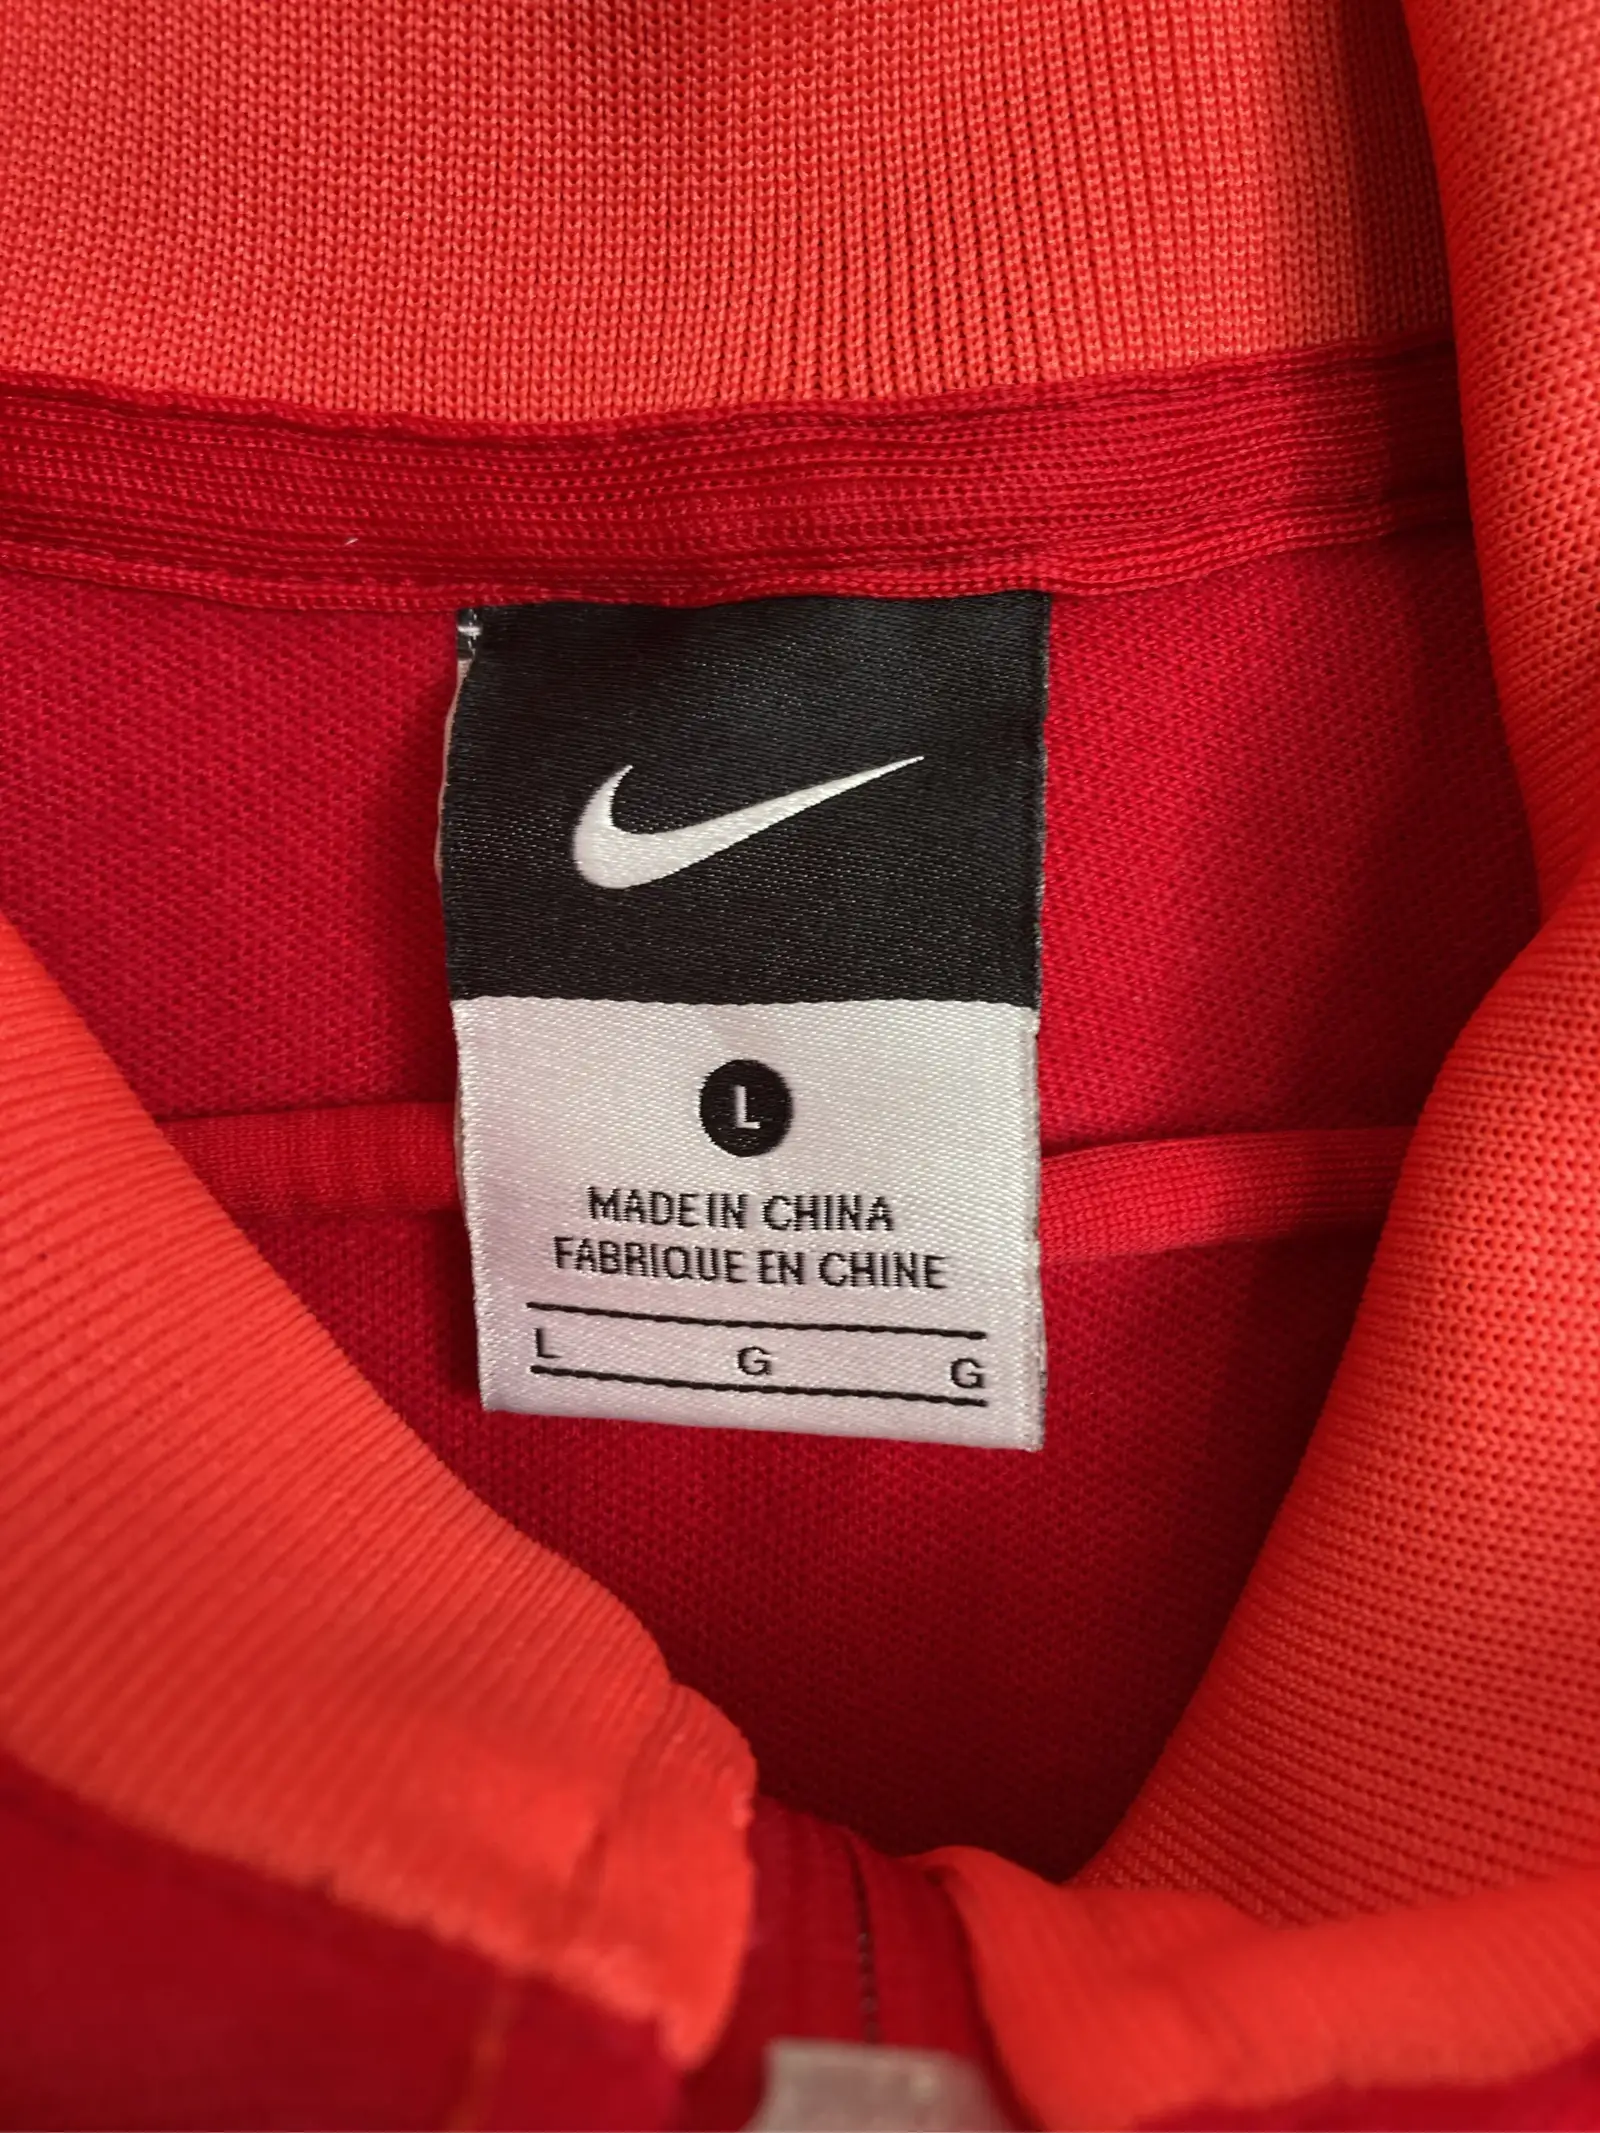 L
MADE IN CHINA
FABRIQUE EN CHINE
L G G